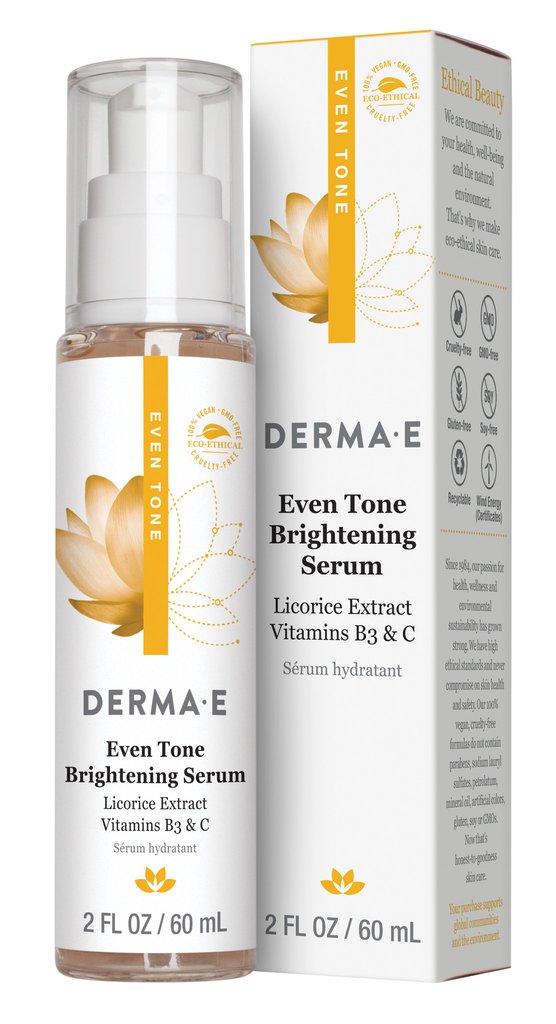 EVEN TONE
100% VEGAN · GMO-FREE
ECO-ETHICAL
CRUELTY-FREE
DERMA·E
Even Tone
Brightening Serum
Licorice Extract
Vitamins B3 & C
Sérum hydratant
2 FL OZ / 60 mL
EVEN TONE
100% VEGAN · GMO-FREE
ECO-ETHICAL
CRUELTY-FREE
DERMA·E
Even Tone
Brightening
Serum
Licorice Extract
Vitamins B3 & C
Sérum hydratant
2 FL OZ / 60 mL
Ethical Beauty
We are committed to
your health, well-being
and the natural
environment.
That's why we make
eco-ethical skin care.
GMO
Cruelty-free
GMO-free
SOY
Gluten-free
Soy-free
Recyclable
Wind Energy
(Certificates)
Since 1984, our passion for
health, wellness and
environmental
sustainability has grown
strong. We have high
ethical standards and never
compromise on skin health
and safety. Our 100%
vegan, cruelty-free
formulas do not contain
parabens, sodium lauryl
sulfates, petrolatum,
mineral oil, artificial colors,
gluten, soy or GMOs.
Now that's
honest-to-goodness
skin care.
Your purchase supports
global communities
and the environment.